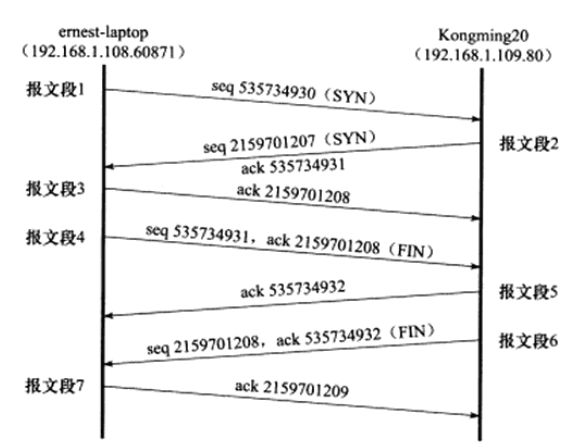 ernest-laptop
(192.168.1.108.60871)
Kongming20
(192.168.1.109.80)
报文段1
seq 535734930(SYN)
seq 2159701207(SYN)
ack 535734931
报文段2
报文段3
ack 2159701208
报文段4
seq 535734931, ack 2159701208(FIN)
ack 535734932
报文段5
seq 2159701208, ack 535734932(FIN)
报文段6
报文段7
ack 2159701209